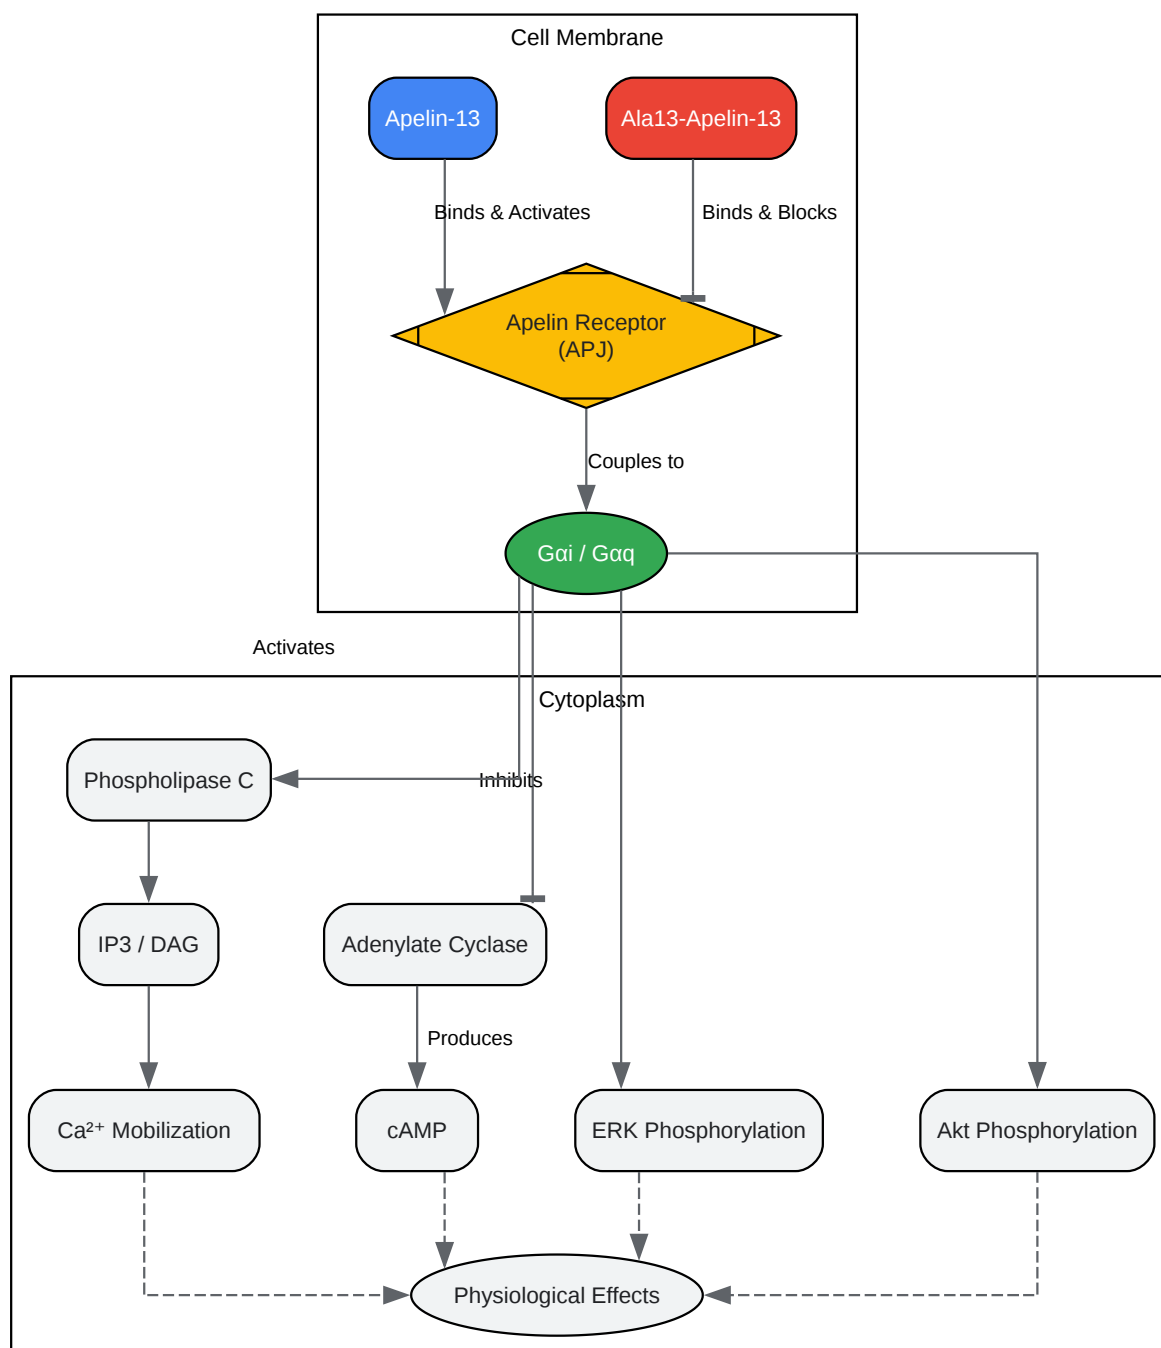 Cell Membrane
Apelin-13
Ala13-Apelin-13
Binds & Activates
Binds & Blocks
Apelin Receptor
(APJ)
Couples to
Gαi / Gαq
Activates
Cytoplasm
Phospholipase C
Inhibits
IP3 / DAG
Adenylate Cyclase
Produces
Ca²⁺ Mobilization
cAMP
ERK Phosphorylation
Akt Phosphorylation
Physiological Effects